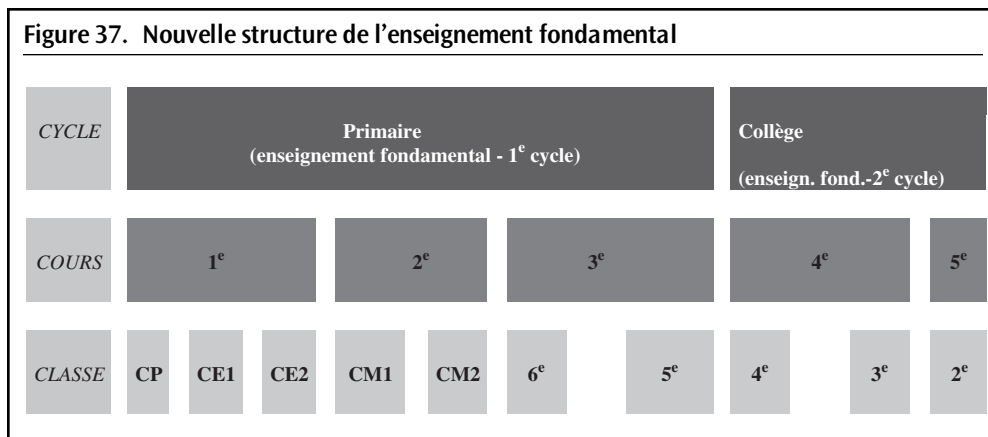 Figure 37. Nouvelle structure de l’enseignement fondamental
CYCLE Primaire Collège
(enseignement fondamental - 1e cycle) (enseign. fond.-2e cycle)
COURS 1e 2e 3e 4e 5e
CLASSE CP CE1 CE2 CM1 CM2 6e 5e 4e 3e 2e